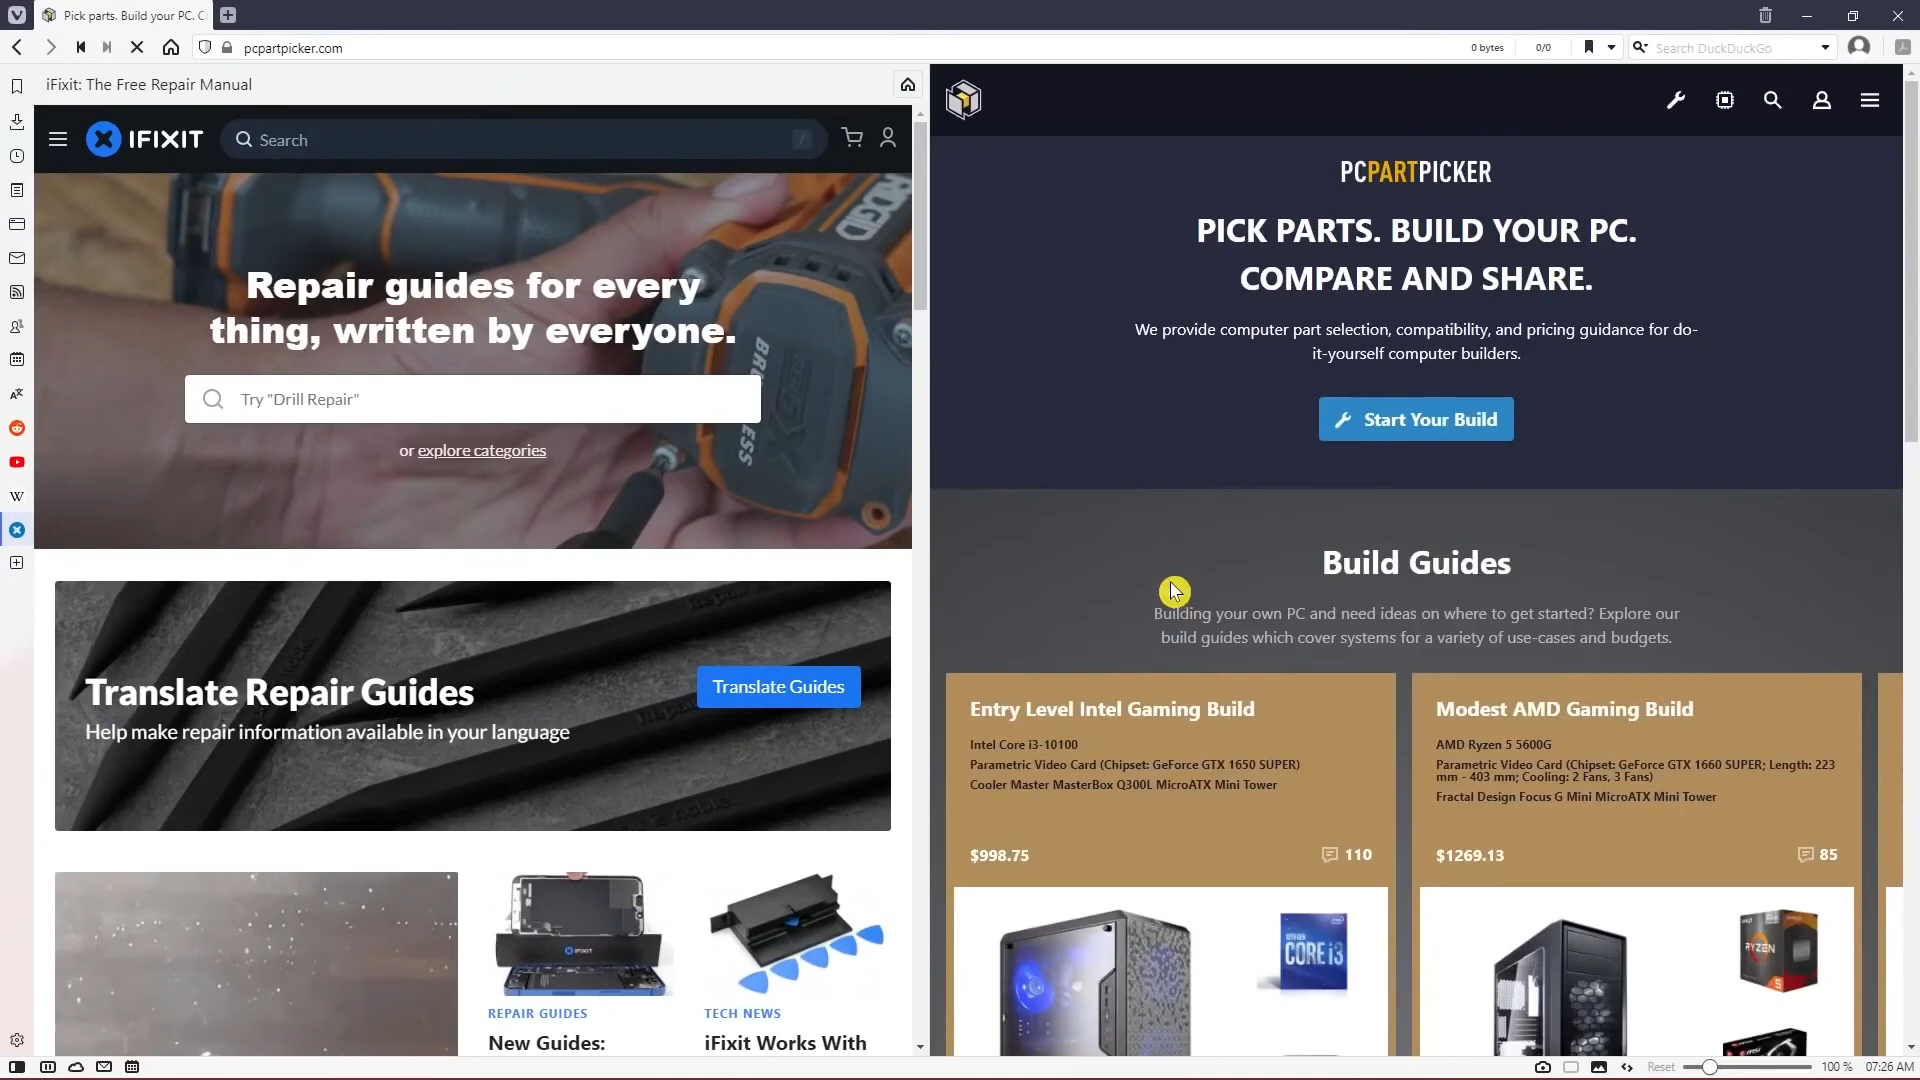 Pick parts. Build your PC. C
pcpartpicker.com
0 bytes
0/0
Search DuckDuckGo
iFixit: The Free Repair Manual
IFIXIT
Search
/
RIDGID
Repair guides for every
thing, written by everyone.
Try "Drill Repair"
or explore categories
Translate Repair Guides
Help make repair information available in your language
Translate Guides
REPAIR GUIDES
New Guides:
TECH NEWS
iFixit Works With
PCPARTPICKER
PICK PARTS. BUILD YOUR PC.
COMPARE AND SHARE.
We provide computer part selection, compatibility, and pricing guidance for do-
it-yourself computer builders.
Start Your Build
Build Guides
Building your own PC and need ideas on where to get started? Explore our
build guides which cover systems for a variety of use-cases and budgets.
Entry Level Intel Gaming Build
Intel Core i3-10100
Parametric Video Card (Chipset: GeForce GTX 1650 SUPER)
Cooler Master MasterBox Q300L MicroATX Mini Tower
$998.75
110
CORE i3
Modest AMD Gaming Build
AMD Ryzen 5 5600G
Parametric Video Card (Chipset: GeForce GTX 1660 SUPER; Length: 223
mm - 403 mm; Cooling: 2 Fans, 3 Fans)
Fractal Design Focus G Mini MicroATX Mini Tower
$1269.13
85
RYZEN
5
Reset
100 %
07:26 AM